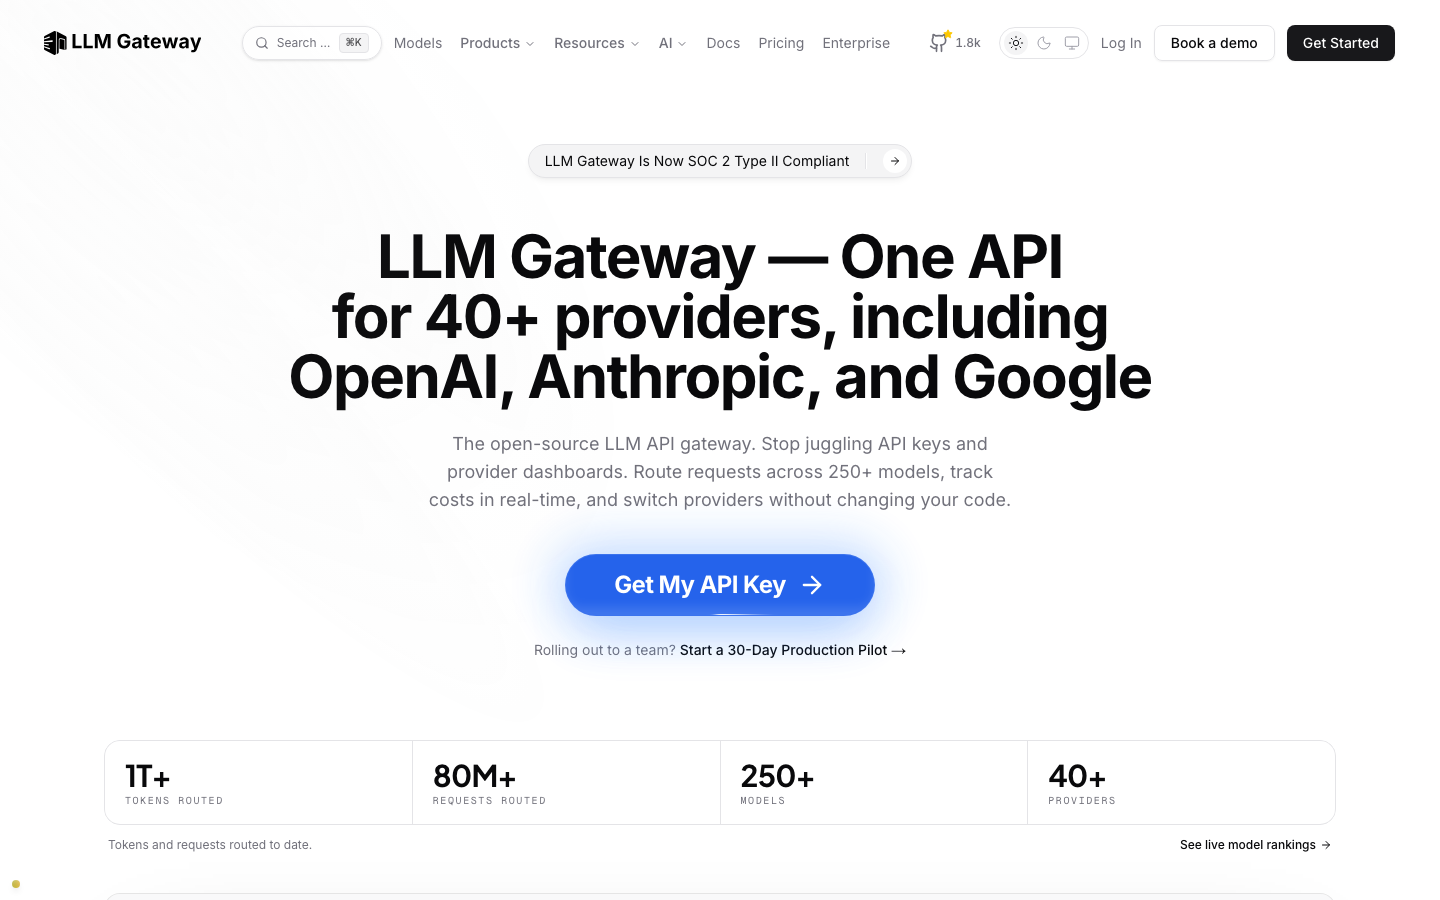 LLM Gateway
Search ... ⌘K
Models
Products
Resources
AI
Docs
Pricing
Enterprise
1.8k
Log In
Book a demo
Get Started
LLM Gateway Is Now SOC 2 Type II Compliant
LLM Gateway — One API
for 40+ providers, including
OpenAI, Anthropic, and Google
The open-source LLM API gateway. Stop juggling API keys and
provider dashboards. Route requests across 250+ models, track
costs in real-time, and switch providers without changing your code.
Get My API Key →
Rolling out to a team? Start a 30-Day Production Pilot →
1T+
TOKENS ROUTED
80M+
REQUESTS ROUTED
250+
MODELS
40+
PROVIDERS
Tokens and requests routed to date.
See live model rankings →